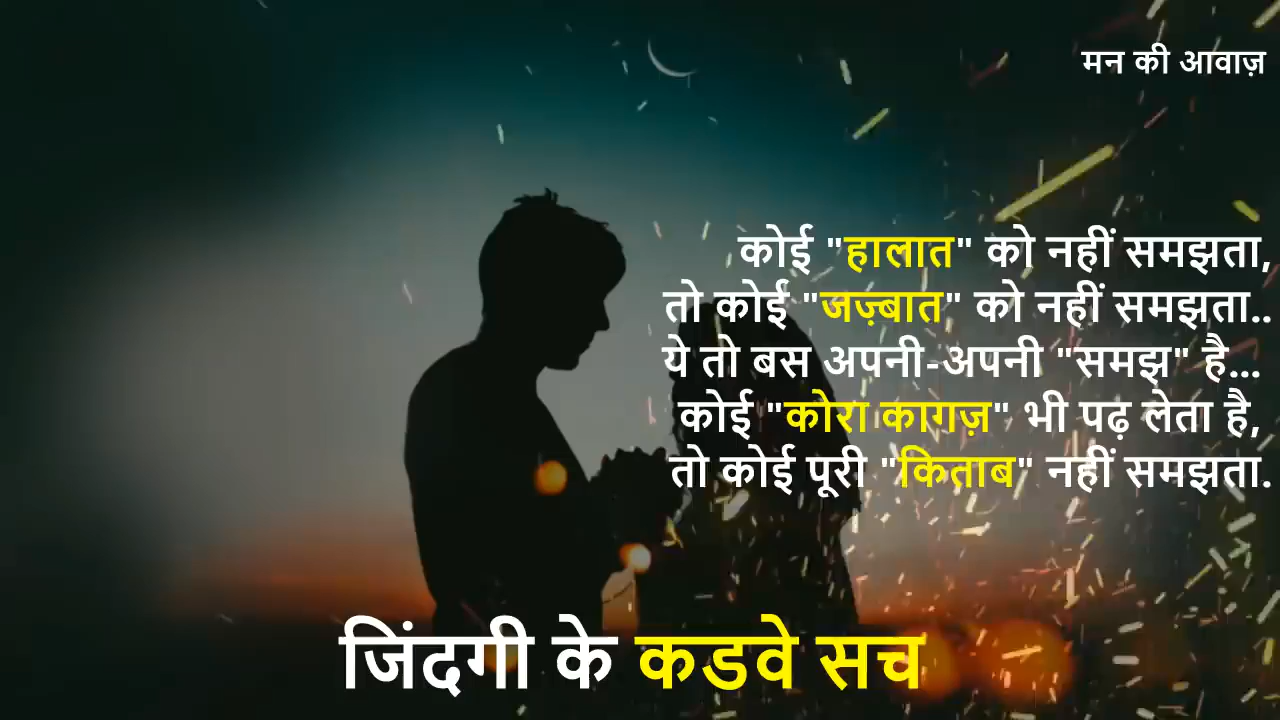 मन की आवाज़
कोई "हालात" को नहीं समझता,
तो कोई "जज़्बात" को नहीं समझता..
ये तो बस अपनी-अपनी "समझ" है...
कोई "कोरा कागज़" भी पढ़ लेता है,
तो कोई पूरी "किताब" नहीं समझता.
जिंदगी के कडवे सच